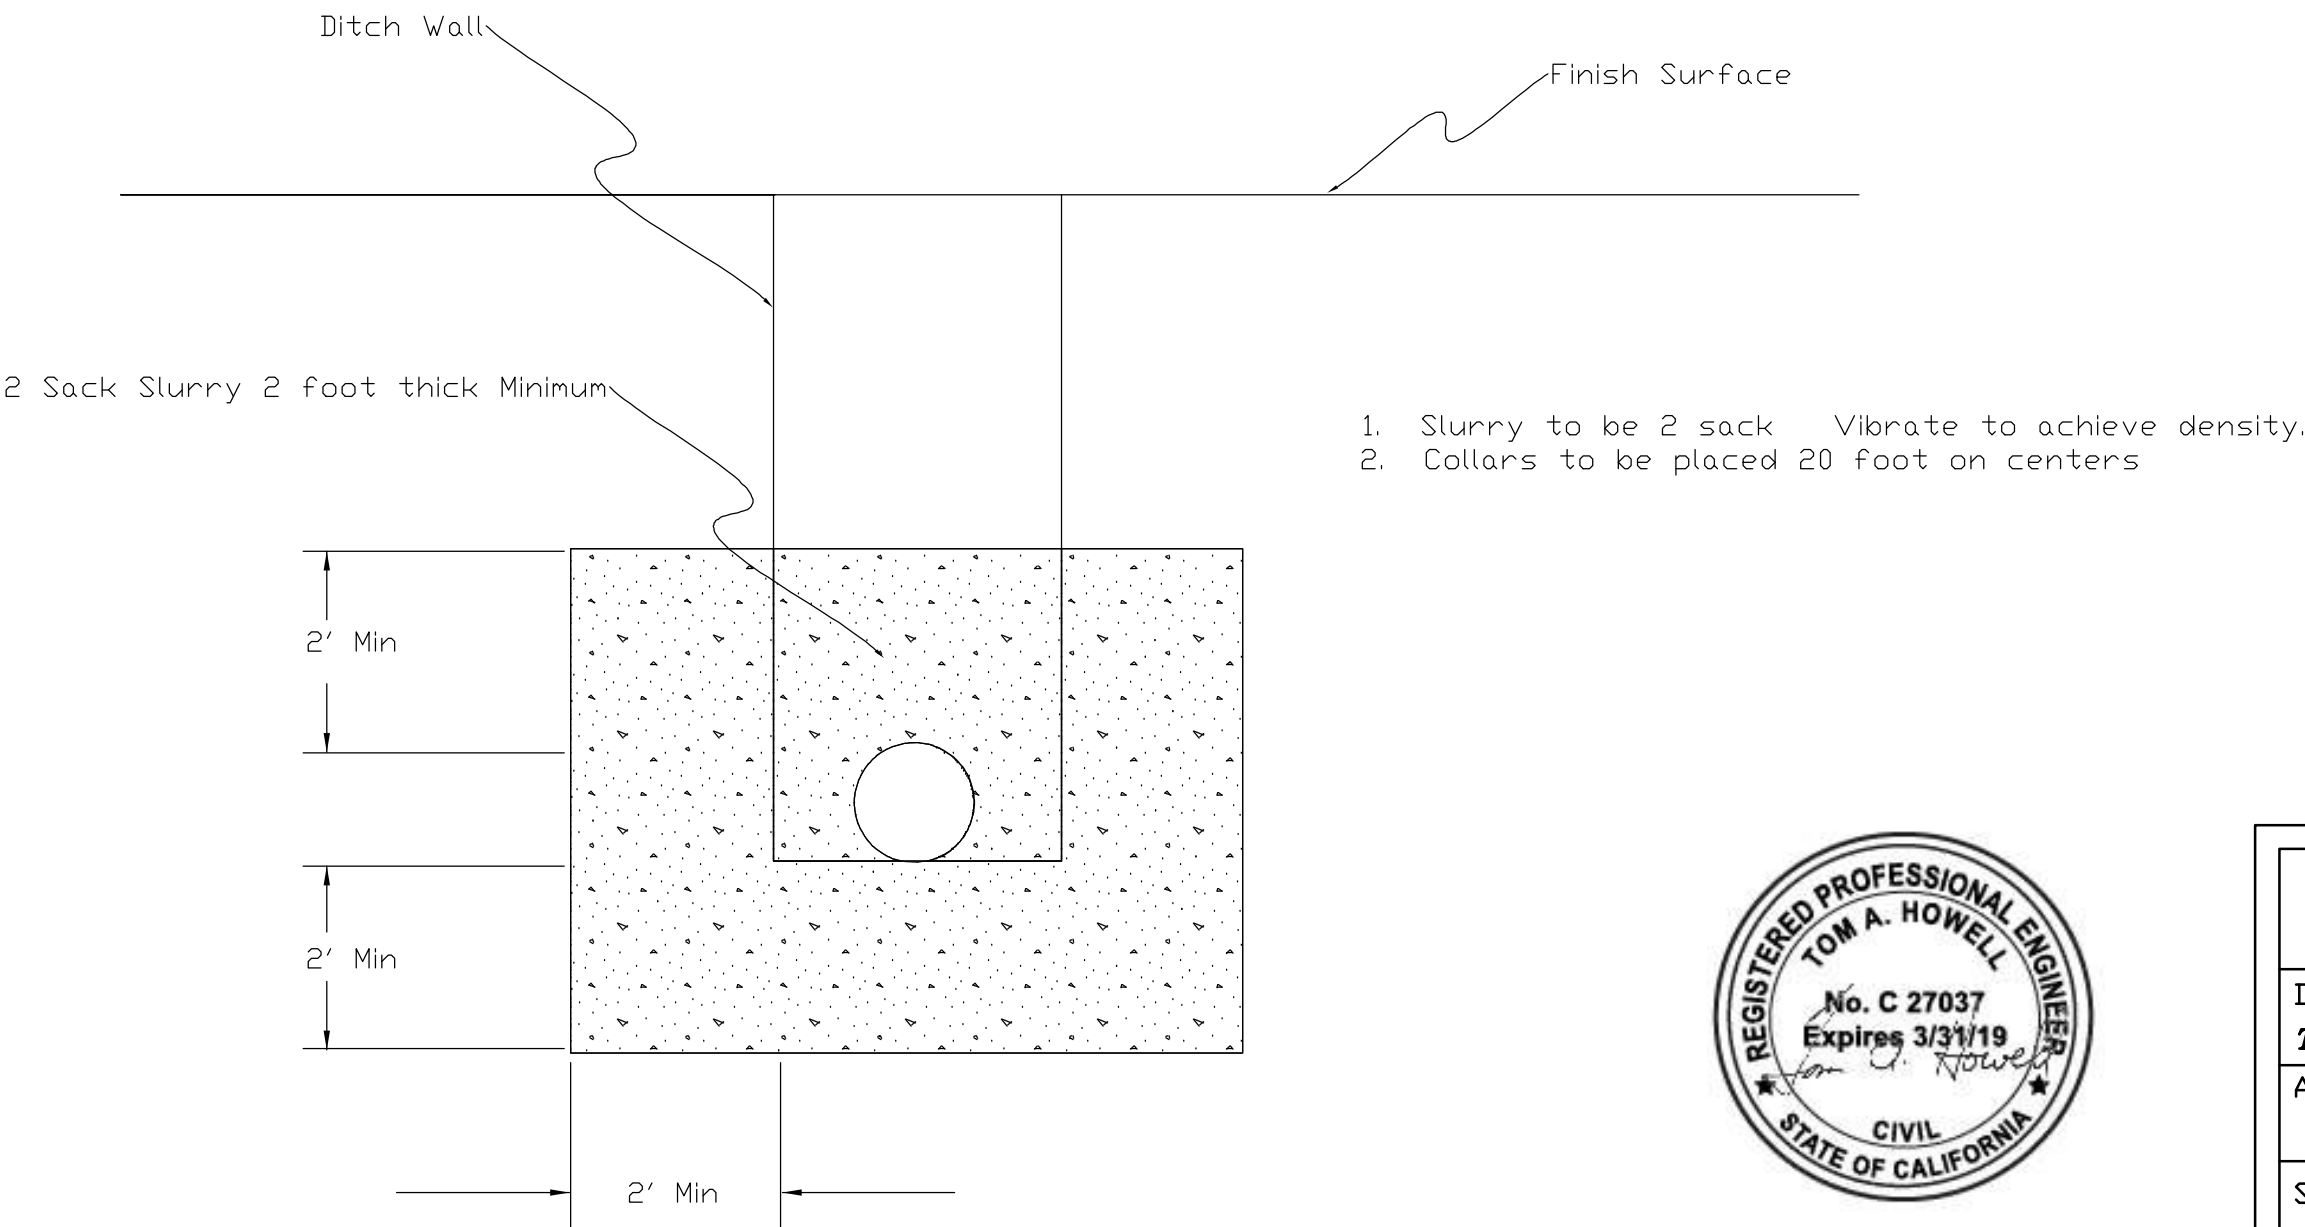 Ditch Wall
Finish Surface
2 Sack Slurry 2 foot thick Minimum
1. Slurry to be 2 sack Vibrate to achieve density.
2. Collars to be placed 20 foot on centers
2' Min
2' Min
2' Min
REGISTERED PROFESSIONAL ENGINEER
TOM A. HOWELL
No. C 27037
Expires 3/31/19
Tom A. Howell
CIVIL
STATE OF CALIFORNIA